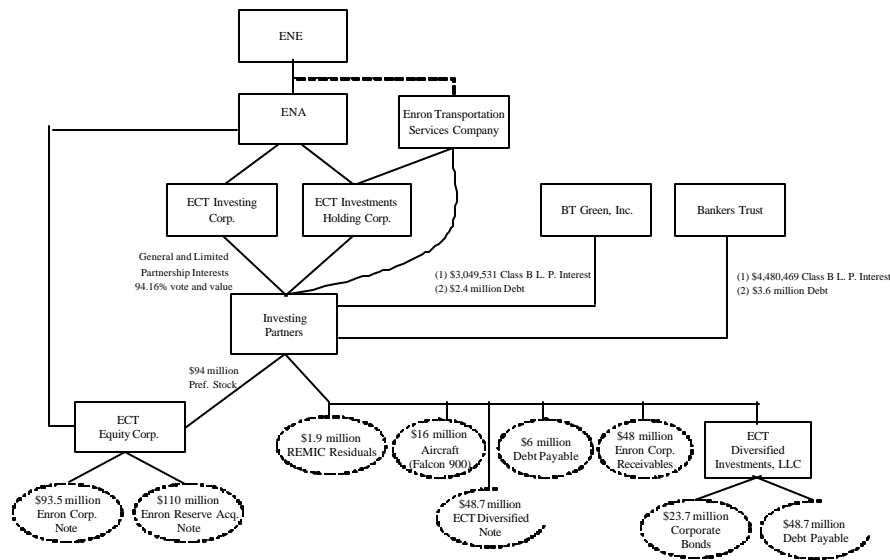 ENE
ENA
Enron Transportation
Services Company
ECT Investing
Corp.
ECT Investments
Holding Corp.
BT Green, Inc.
Bankers Trust
General and Limited
Partnership Interests
94.16% vote and value
(1) $3,049,531 Class B L. P. Interest
(2) $2.4 million Debt
(1) $4,480,469 Class B L. P. Interest
(2) $3.6 million Debt
Investing
Partners
$94 million
Pref. Stock
ECT
Equity Corp.
$1.9 million
REMIC Residuals
$16 million
Aircraft
(Falcon 900)
$6 million
Debt Payable
$48 million
Enron Corp.
Receivables
ECT
Diversified
Investments, LLC
$93.5 million
Enron Corp.
Note
$110 million
Enron Reserve Acq.
Note
$48.7 million
ECT Diversified
Note
$23.7 million
Corporate
Bonds
$48.7 million
Debt Payable